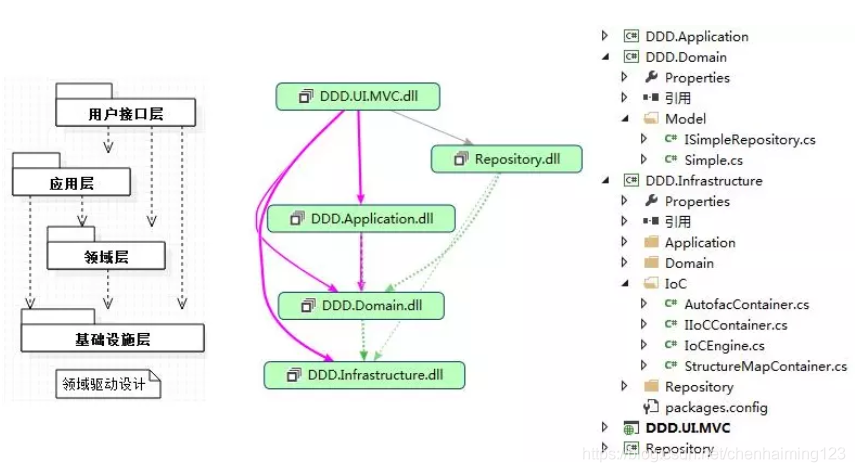 用户接口层
应用层
领域层
基础设施层
领域驱动设计
DDD.UI.MVC.dll
Repository.dll
DDD.Application.dll
DDD.Domain.dll
DDD.Infrastructure.dll
DDD.Application
DDD.Domain
Properties
引用
Model
ISimpleRepository.cs
Simple.cs
DDD.Infrastructure
Properties
引用
Application
Domain
IoC
AutofacContainer.cs
IIoCContainer.cs
IoCEngine.cs
StructureMapContainer.cs
Repository
packages.config
DDD.UI.MVC
Repository
https://blog.csdn.net/chenhaiming123